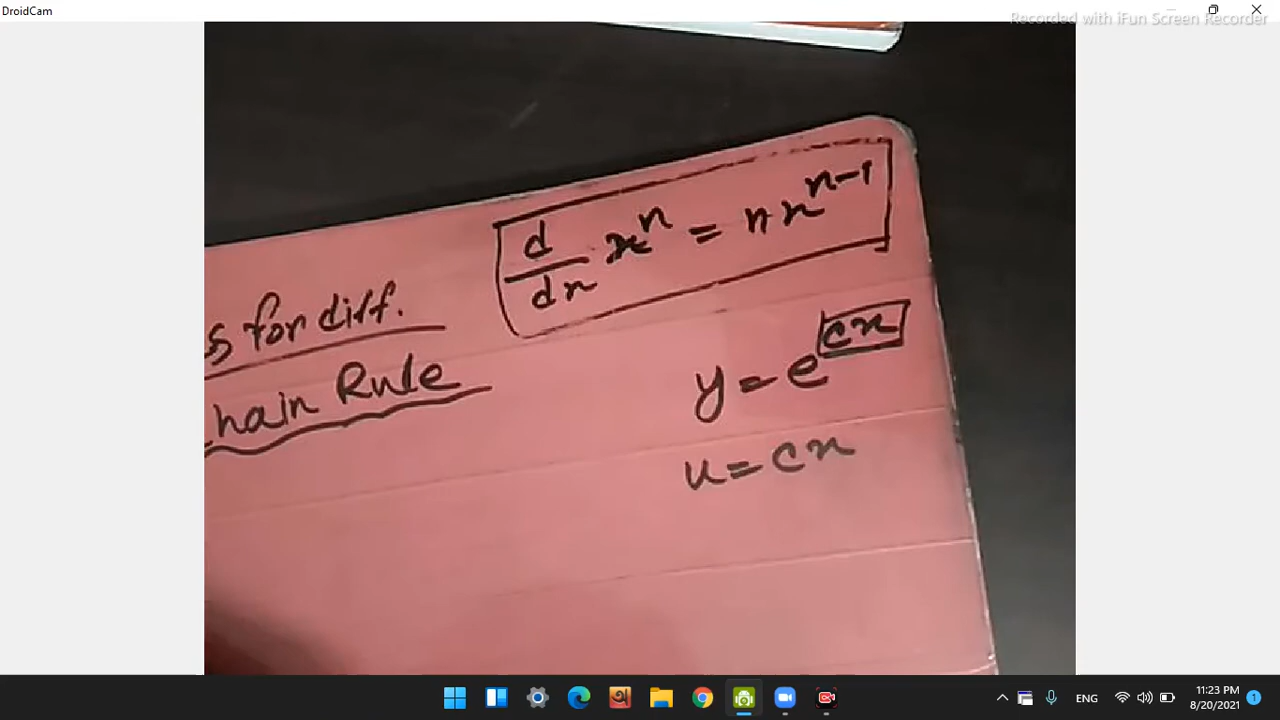 DroidCam
Recorded with iFun Screen Recorder
d/dx x^n = nx^{n-1}
for diff.
hain Rule
y = e^{cx}
u = cx
ENG
11:23 PM
8/20/2021
1